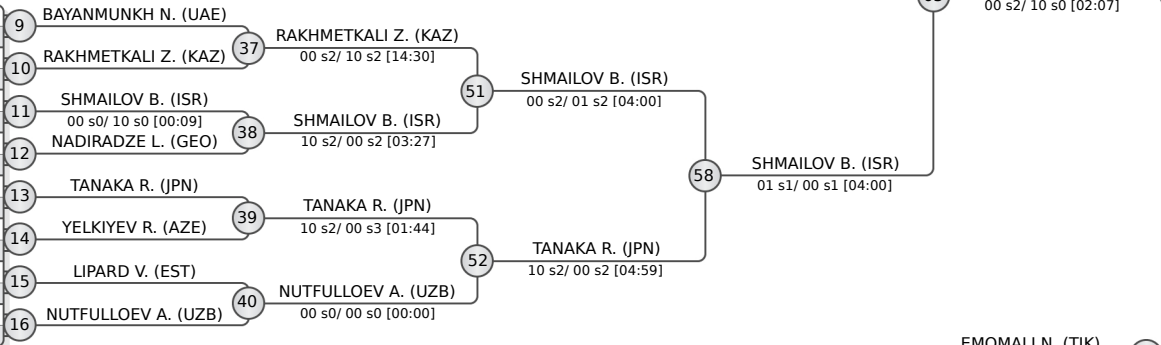 00 s2/ 10 s0 [02:07]
9
BAYANMUNKH N. (UAE)
37
RAKHMETKALI Z. (KAZ)
00 s2/ 10 s2 [14:30]
10
RAKHMETKALI Z. (KAZ)
51
SHMAILOV B. (ISR)
00 s2/ 01 s2 [04:00]
11
SHMAILOV B. (ISR)
00 s0/ 10 s0 [00:09]
38
SHMAILOV B. (ISR)
10 s2/ 00 s2 [03:27]
12
NADIRADZE L. (GEO)
58
SHMAILOV B. (ISR)
01 s1/ 00 s1 [04:00]
13
TANAKA R. (JPN)
39
TANAKA R. (JPN)
10 s2/ 00 s3 [01:44]
14
YELKIYEV R. (AZE)
52
TANAKA R. (JPN)
10 s2/ 00 s2 [04:59]
15
LIPARD V. (EST)
40
NUTFULLOEV A. (UZB)
00 s0/ 00 s0 [00:00]
16
NUTFULLOEV A. (UZB)
EMOMALI N. (TJK)